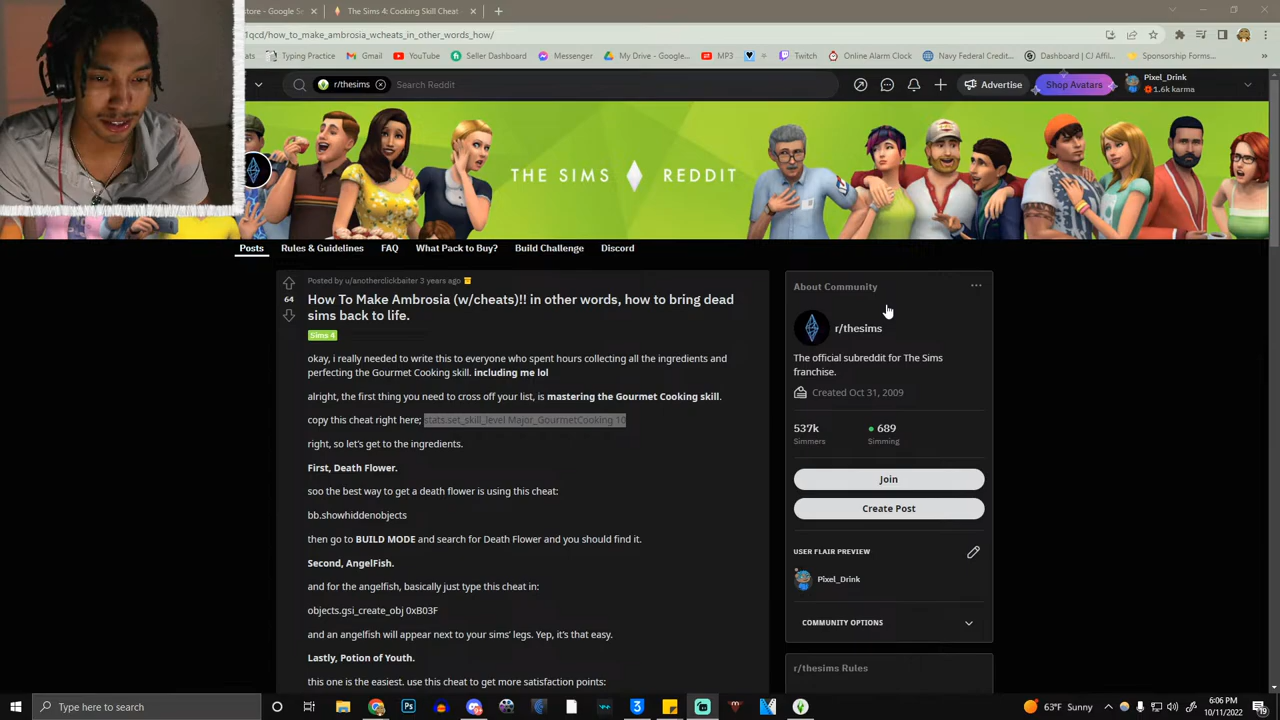 tore - Google S
The Sims 4: Cooking Skill Cheat
1qcd/how_to_make_ambrosia_wcheats_in_other_words_how/
ats
Typing Practice
Gmail
YouTube
Seller Dashboard
Messenger
My Drive - Google...
MP3
Twitch
Online Alarm Clock
Navy Federal Credit...
Dashboard | CJ Affil...
Sponsorship Forms...
r/thesims
Search Reddit
Advertise
Shop Avatars
Pixel_Drink
1.6k karma
THE SIMS REDDIT
Posts
Rules & Guidelines
FAQ
What Pack to Buy?
Build Challenge
Discord
Posted by u/anotherclickbaiter 3 years ago
64
How To Make Ambrosia (w/cheats)!! in other words, how to bring dead
sims back to life.
Sims 4
okay, i really needed to write this to everyone who spent hours collecting all the ingredients and
perfecting the Gourmet Cooking skill. including me lol
alright, the first thing you need to cross off your list, is mastering the Gourmet Cooking skill.
copy this cheat right here; stats.set_skill_level Major_GourmetCooking 10
right, so let's get to the ingredients.
First, Death Flower.
soo the best way to get a death flower is using this cheat:
bb.showhiddenobjects
then go to BUILD MODE and search for Death Flower and you should find it.
Second, AngelFish.
and for the angelfish, basically just type this cheat in:
objects.gsi_create_obj 0xB03F
and an angelfish will appear next to your sims' legs. Yep, it's that easy.
Lastly, Potion of Youth.
this one is the easiest. use this cheat to get more satisfaction points:
About Community
r/thesims
The official subreddit for The Sims
franchise.
Created Oct 31, 2009
537k
689
Simmers
Simming
Join
Create Post
USER FLAIR PREVIEW
Pixel_Drink
COMMUNITY OPTIONS
r/thesims Rules
Type here to search
63°F Sunny
6:06 PM
10/11/2022
19